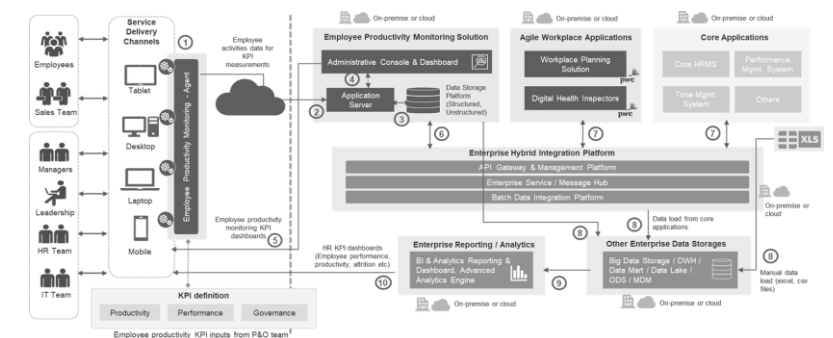 Service
Delivery
Channels
Employees
Sales Team
Managers
Leadership
HR Team
IT Team
Tablet
Desktop
Laptop
Mobile
1
Employee Productivity Monitoring - Agent
Employee
activities data for
KPI
measurements
Employee productivity
monitoring KPI
dashboards
5
KPI definition
Productivity
Performance
Governance
Employee productivity KPI inputs from P&O team
On-premise or cloud
Employee Productivity Monitoring Solution
Administrative Console & Dashboard
4
Application
Server
2
3
Data Storage
Platform
(Structured,
Unstructured)
6
On-premise or cloud
Agile Workplace Applications
Workplace Planning
Solution
pwc
Digital Health Inspectors
pwc
7
On-premise or cloud
Core Applications
Core HRMS
Performance
Mgmt. System
Time Mgmt.
System
Others
7
XLS
Enterprise Hybrid Integration Platform
API Gateway & Management Platform
Enterprise Service / Message Hub
Batch Data Integration Platform
On-premise or
cloud
8
8
Data load from core
applications
8
Manual data
load (excel, csv
files)
HR KPI dashboards
(Employee performance,
productivity, attrition etc)
10
Enterprise Reporting / Analytics
BI & Analytics Reporting &
Dashboard, Advanced
Analytics Engine
On-premise or cloud
9
Other Enterprise Data Storages
Big Data Storage / DWH /
Data Mart / Data Lake /
ODS / MDM
On-premise or cloud